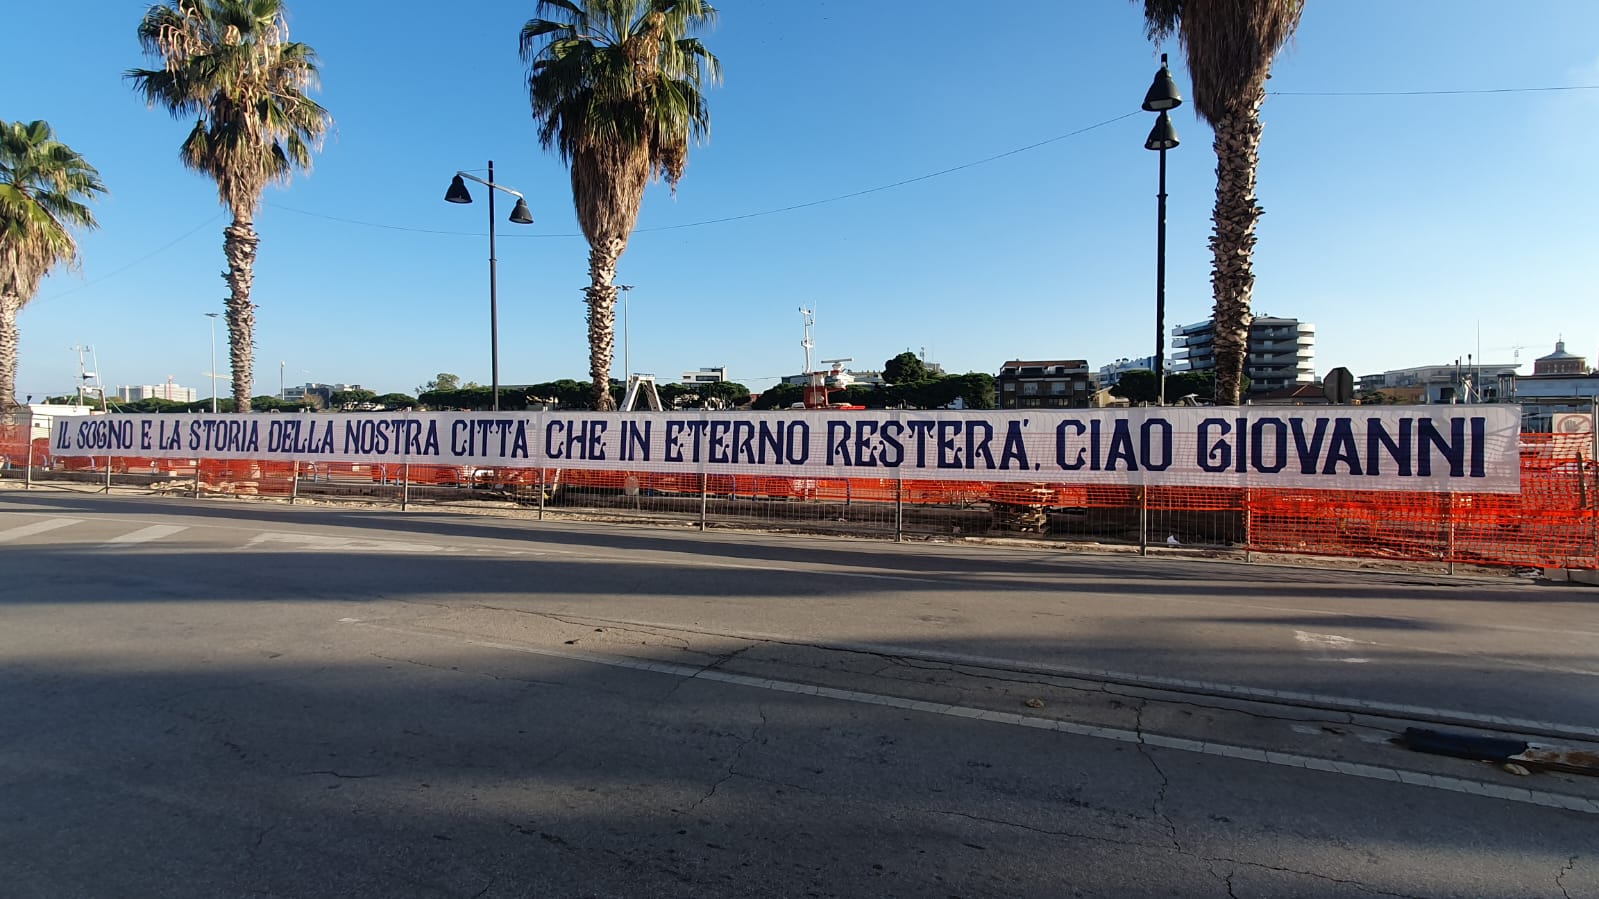 IL SOGNO E LA STORIA DELLA NOSTRA CITTA' CHE IN ETERNO RESTERA'. CIAO GIOVANNI